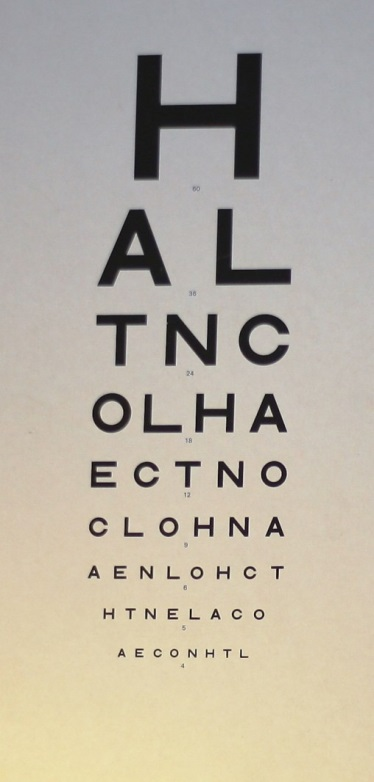 H
60
A L
36
T N C
24
O L H A
18
E C T N O
12
C L O H N A
9
A E N L O H C T
6
H T N E L A C O
5
A E C O N H T L
4